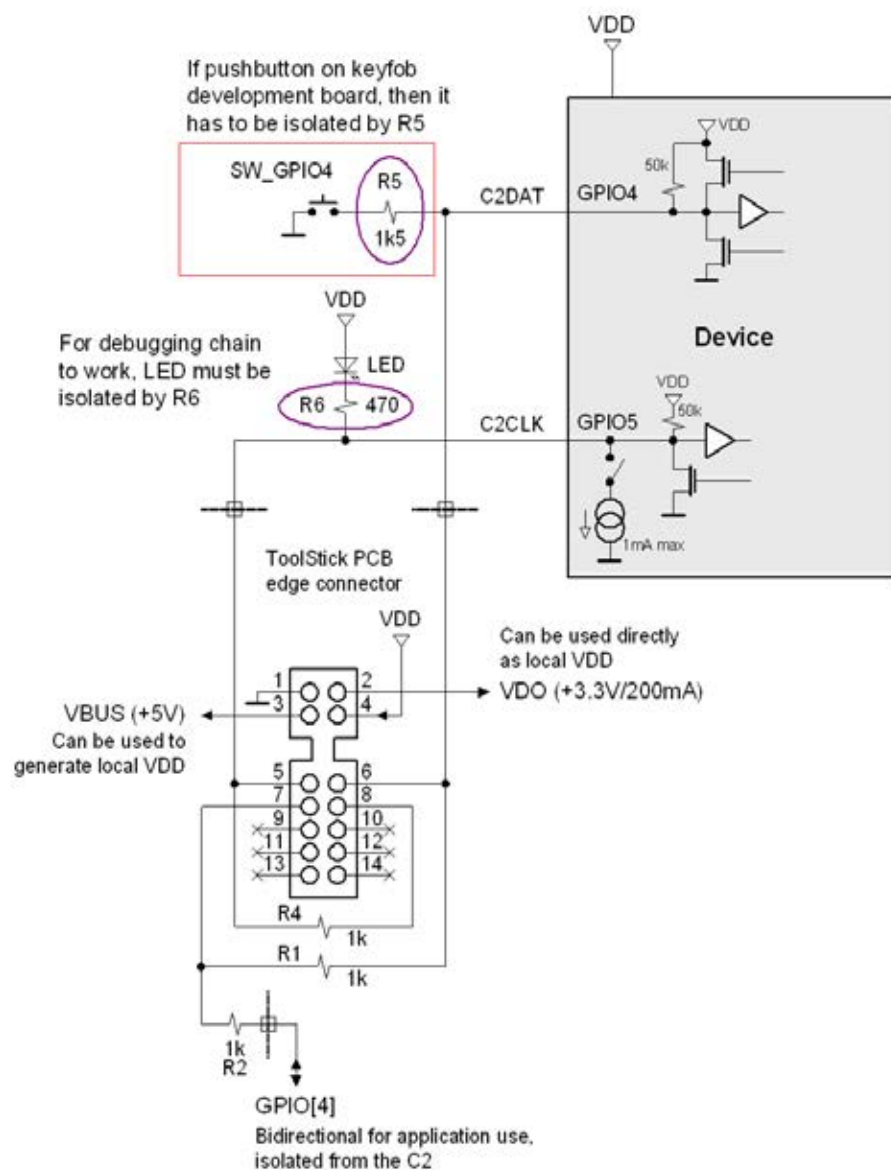 VDD
If pushbutton on keyfob
development board, then it
has to be isolated by R5
SW_GPIO4
R5
1k5
C2DAT
GPIO4
VDD
50k
VDD
For debugging chain
to work, LED must be
isolated by R6
LED
R6
470
Device
C2CLK
GPIO5
VDD
50k
1mA max
ToolStick PCB
edge connector
VDD
Can be used directly
as local VDD
1
2
VDO (+3.3V/200mA)
VBUS (+5V)
3
4
Can be used to
generate local VDD
5
6
7
8
9
10
11
12
13
14
R4
1k
R1
1k
1k
R2
GPIO[4]
Bidirectional for application use,
isolated from the C2